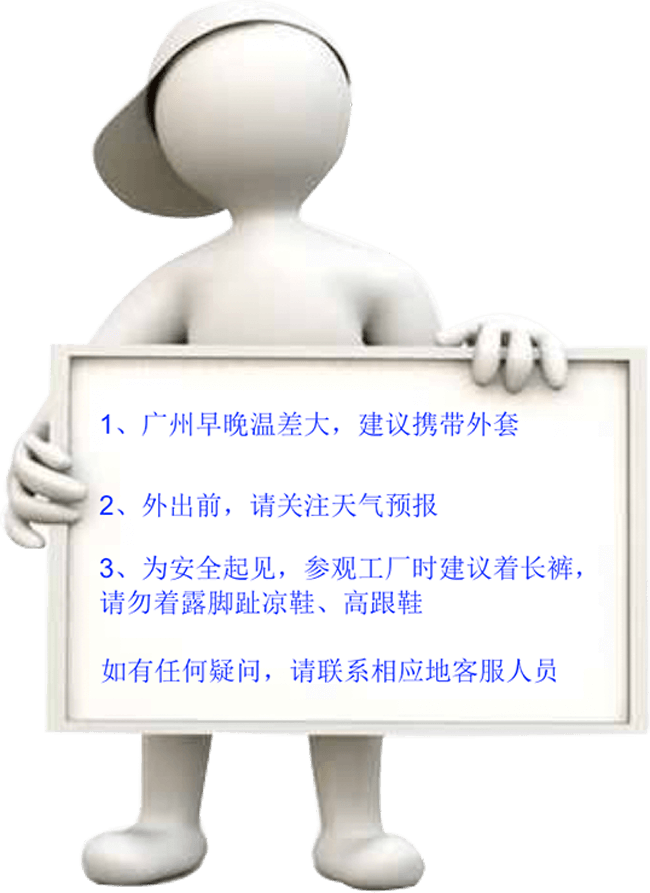 1、广州早晚温差大，建议携带外套
2、外出前，请关注天气预报
3、为安全起见，参观工厂时建议着长裤，
请勿着露脚趾凉鞋、高跟鞋
如有任何疑问，请联系相应地客服人员